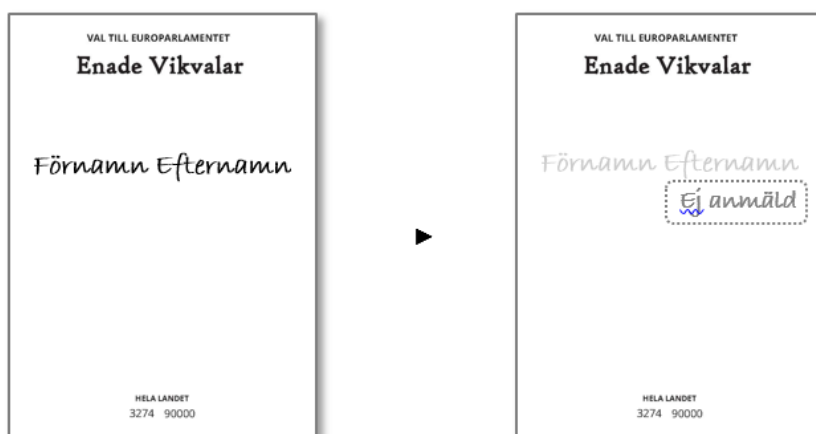 VAL TILL EUROPARLAMENTET
Enade Vikvalar
Förnamn Efternamn
HELA LANDET
3274 90000
VAL TILL EUROPARLAMENTET
Enade Vikvalar
Förnamn Efternamn
Ej anmäld
HELA LANDET
3274 90000